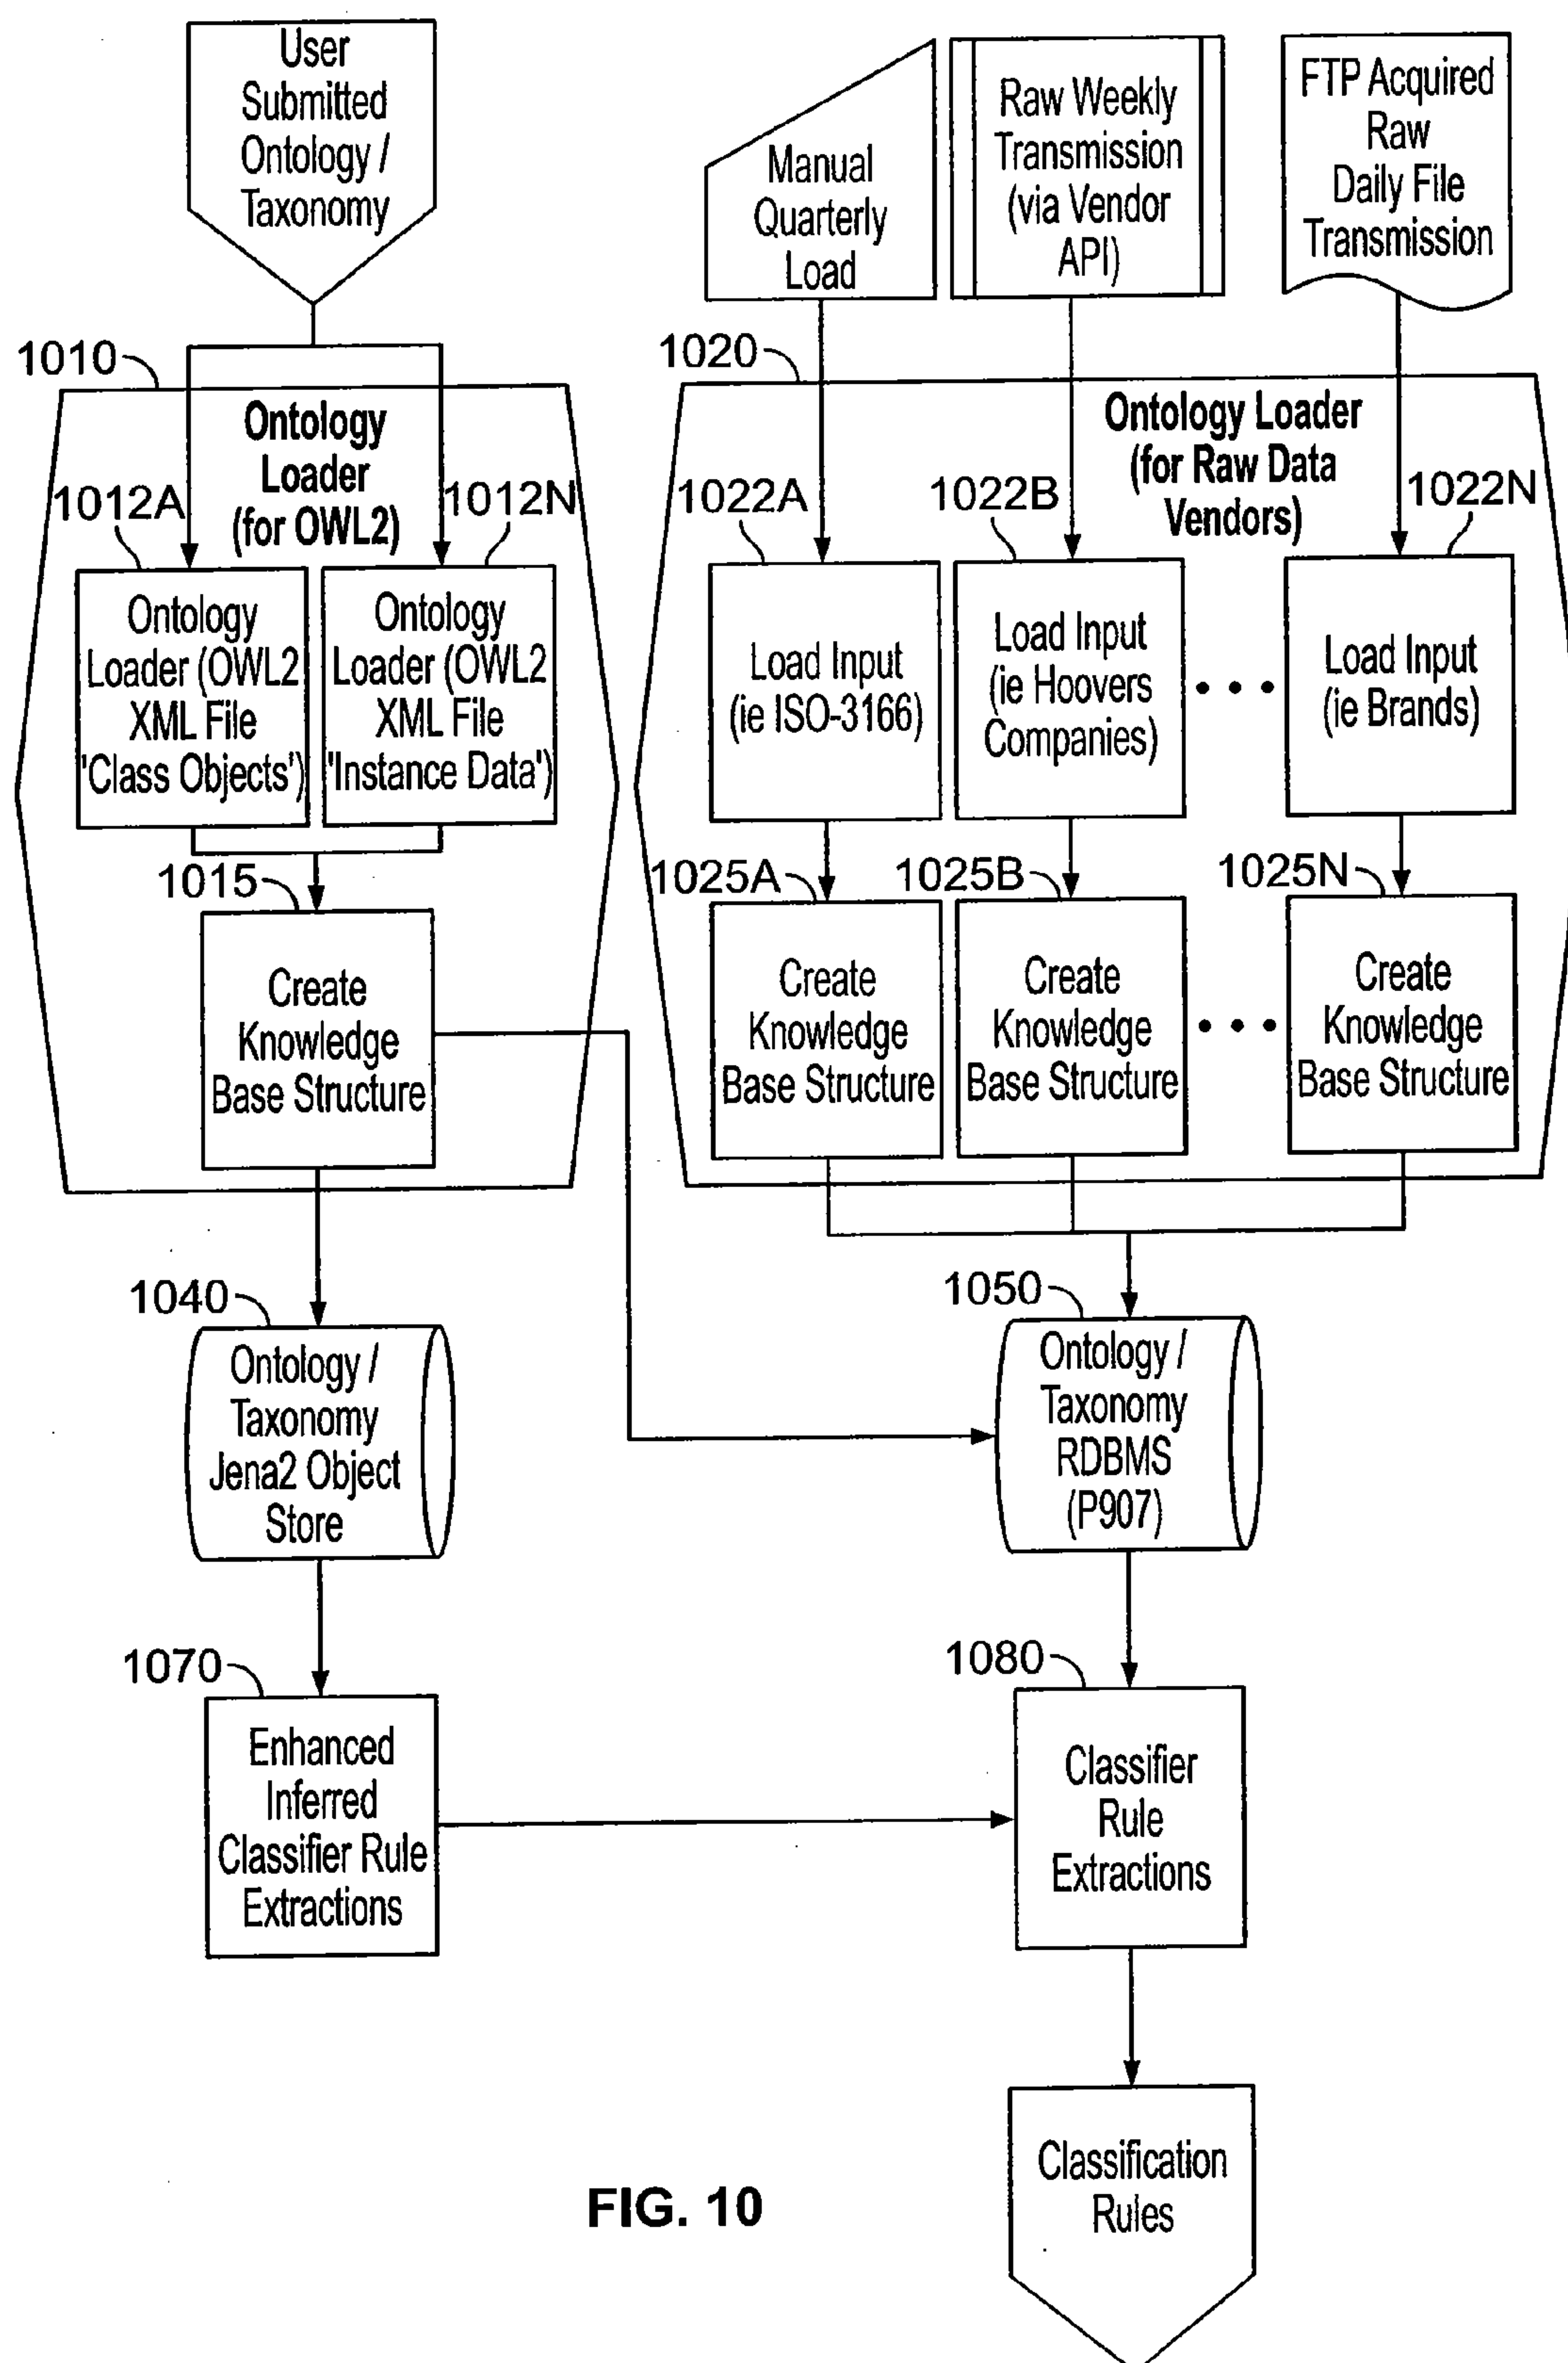 User
Submitted
Ontology /
Taxonomy
Manual
Quarterly
Load
Raw Weekly
Transmission
(via Vendor
API)
FTP Acquired
Raw
Daily File
Transmission
1010
Ontology
Loader
(for OWL2)
1012A
1012N
Ontology
Loader (OWL2
XML File
'Class Objects')
Ontology
Loader (OWL2
XML File
'Instance Data')
1015
Create
Knowledge
Base Structure
1020
Ontology Loader
(for Raw Data
Vendors)
1022A
1022B
1022N
Load Input
(ie ISO-3166)
Load Input
(ie Hoovers
Companies)
Load Input
(ie Brands)
1025A
1025B
1025N
Create
Knowledge
Base Structure
Create
Knowledge
Base Structure
Create
Knowledge
Base Structure
1040
Ontology /
Taxonomy
Jena2 Object
Store
1050
Ontology /
Taxonomy
RDBMS
(P907)
1070
Enhanced
Inferred
Classifier Rule
Extractions
1080
Classifier
Rule
Extractions
Classification
Rules
FIG. 10